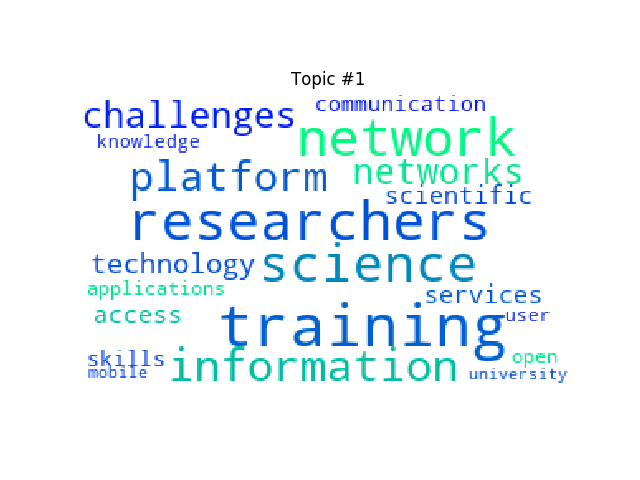 Topic #1
challenges communication
knowledge network
platform networks
scientific
researchers
technology science
applications services
access training user
skills information open
mobile university